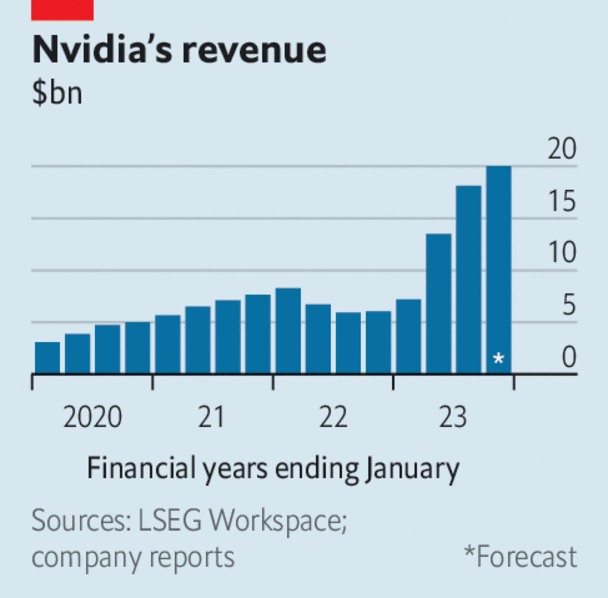 Nvidia’s revenue
$bn
20
15
10
5
*
0
2020 21 22 23
Financial years ending January
Sources: LSEG Workspace;
company reports *Forecast